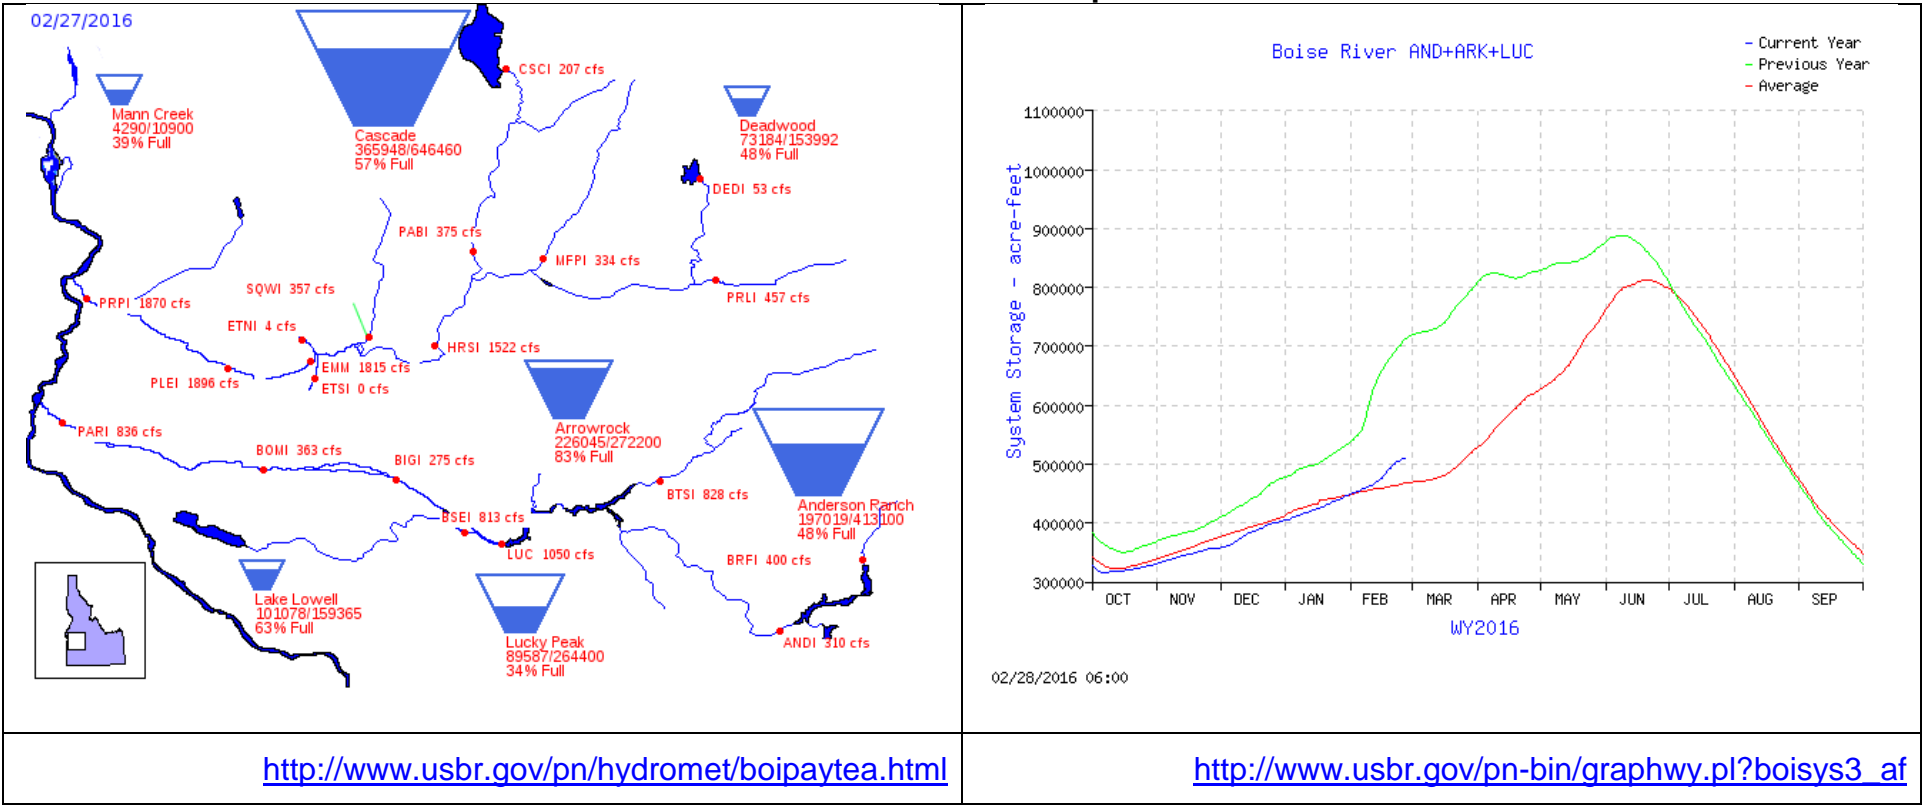 02/27/2016
CSCI 207 cfs
Mann Creek
4290/10900
39% Full
Cascade
365948/646460
57% Full
Deadwood
73184/153992
48% Full
DEDI 53 cfs
PABI 375 cfs
MFPI 334 cfs
SQWI 357 cfs
PRPI 1870 cfs
PRLI 457 cfs
ETNI 4 cfs
HRSI 1522 cfs
EMM 1815 cfs
PLEI 1896 cfs
ETSI 0 cfs
Arrowrock
226045/272200
83% Full
PARI 836 cfs
BOMI 363 cfs
BIGI 275 cfs
BTSI 828 cfs
Anderson Ranch
197019/413100
48% Full
BSEI 813 cfs
LUC 1050 cfs
BRFI 400 cfs
Lake Lowell
101078/159365
63% Full
Lucky Peak
89587/264400
34% Full
ANDI 310 cfs
http://www.usbr.gov/pn/hydromet/boipaytea.html
Boise River AND+ARK+LUC
Current Year
Previous Year
Average
System Storage - acre-feet
1100000
1000000
900000
800000
700000
600000
500000
400000
300000
OCT NOV DEC JAN FEB MAR APR MAY JUN JUL AUG SEP
WY2016
02/28/2016 06:00
http://www.usbr.gov/pn-bin/graphwy.pl?boisys3_af